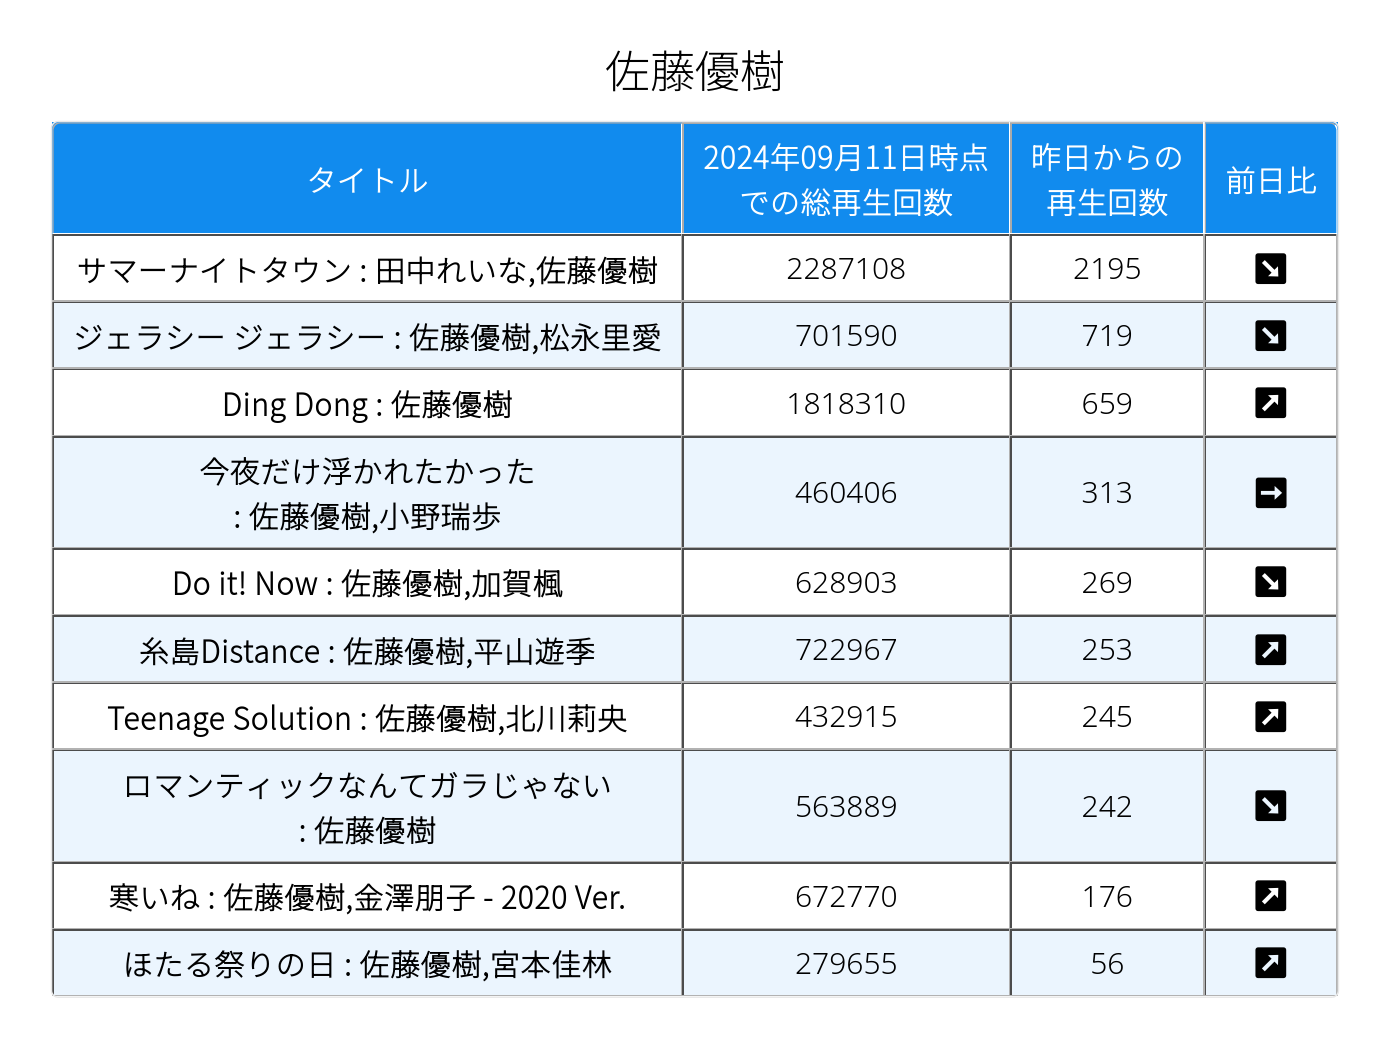 佐藤優樹
タイトル
2024年09月11日時点
での総再生回数
昨日からの
再生回数
前日比
サマーナイトタウン : 田中れいな,佐藤優樹 2287108 2195
ジェラシー ジェラシー : 佐藤優樹,松永里愛 701590 719
Ding Dong : 佐藤優樹 1818310 659
今夜だけ浮かれたかった
: 佐藤優樹,小野瑞歩 460406 313
Do it! Now : 佐藤優樹,加賀楓 628903 269
糸島Distance : 佐藤優樹,平山遊季 722967 253
Teenage Solution : 佐藤優樹,北川莉央 432915 245
ロマンティックなんてガラじゃない
: 佐藤優樹 563889 242
寒いね : 佐藤優樹,金澤朋子 - 2020 Ver. 672770 176
ほたる祭りの日 : 佐藤優樹,宮本佳林 279655 56